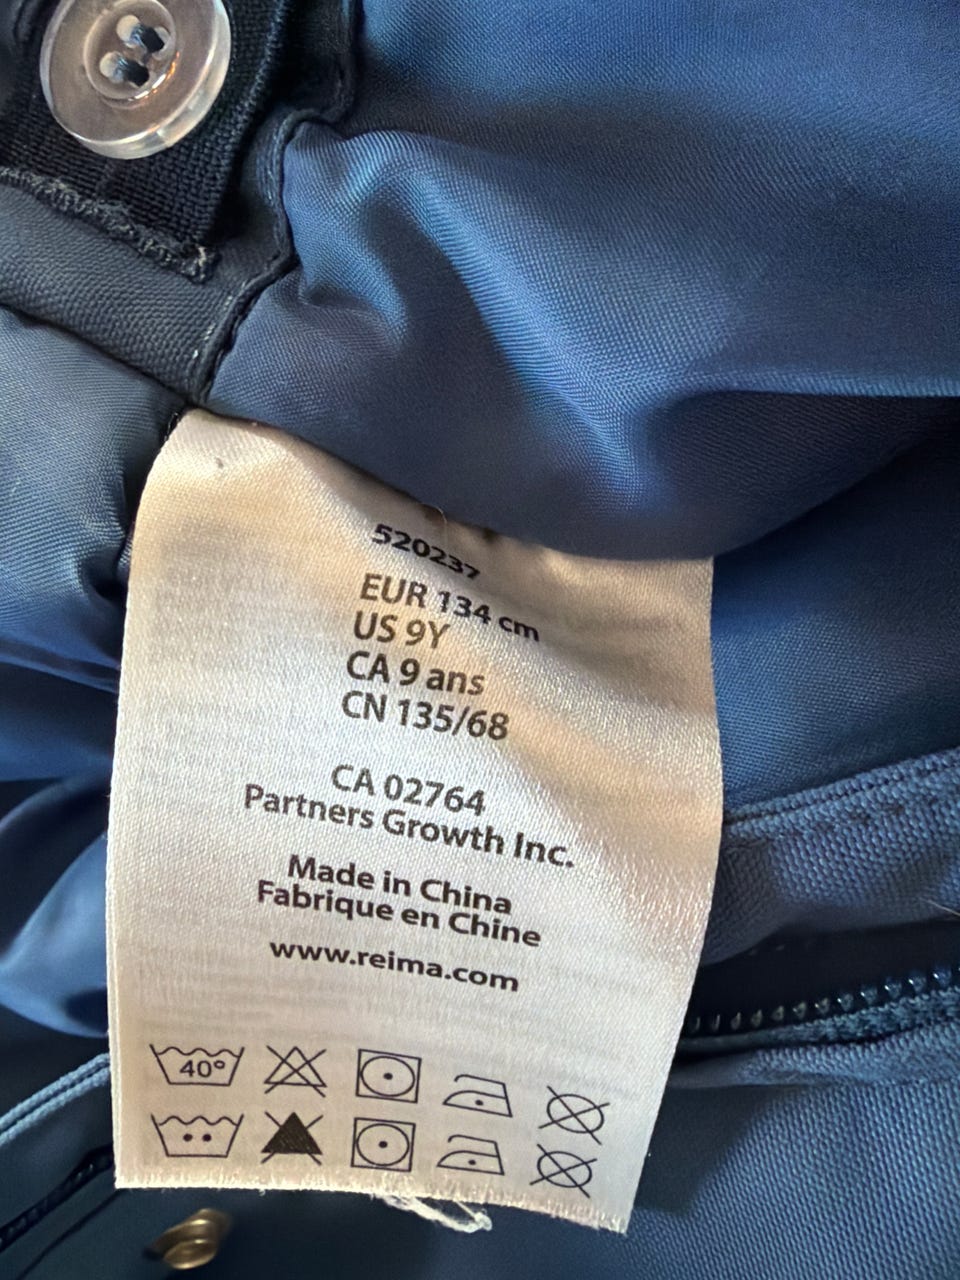 520237
EUR 134 cm
US 9Y
CA 9 ans
CN 135/68
CA 02764
Partners Growth Inc.
Made in China
Fabrique en Chine
www.reima.com
40°